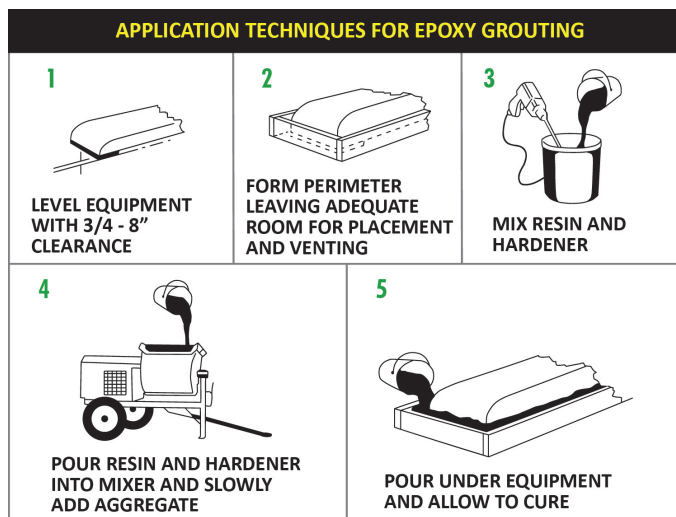 APPLICATION TECHNIQUES FOR EPOXY GROUTING
1
LEVEL EQUIPMENT
WITH 3/4 - 8”
CLEARANCE
2
FORM PERIMETER
LEAVING ADEQUATE
ROOM FOR PLACEMENT
AND VENTING
3
MIX RESIN AND
HARDENER
4
POUR RESIN AND HARDENER
INTO MIXER AND SLOWLY
ADD AGGREGATE
5
POUR UNDER EQUIPMENT
AND ALLOW TO CURE